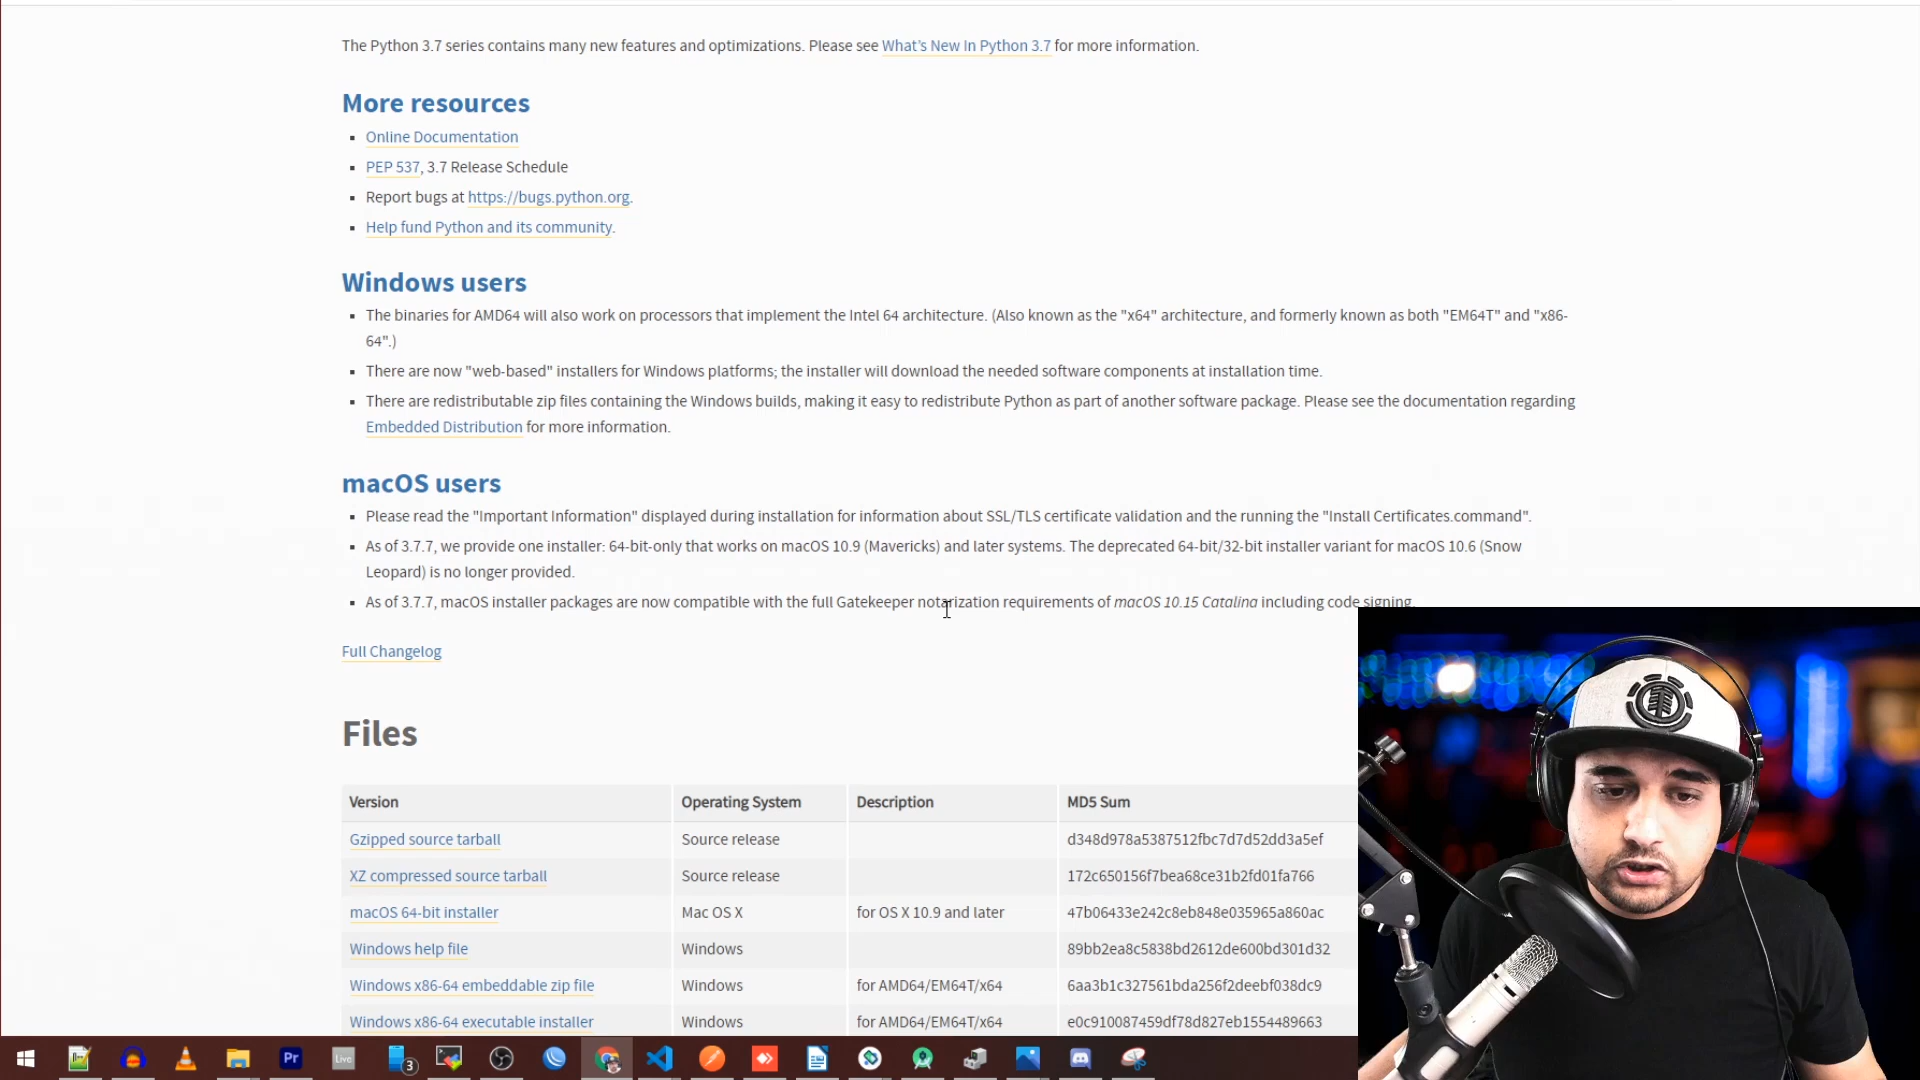 The Python 3.7 series contains many new features and optimizations. Please see What's New In Python 3.7 for more information.
More resources
Online Documentation
PEP 537, 3.7 Release Schedule
Report bugs at https://bugs.python.org.
Help fund Python and its community.
Windows users
The binaries for AMD64 will also work on processors that implement the Intel 64 architecture. (Also known as the "x64" architecture, and formerly known as both "EM64T" and "x86-
64".)
There are now "web-based" installers for Windows platforms; the installer will download the needed software components at installation time.
There are redistributable zip files containing the Windows builds, making it easy to redistribute Python as part of another software package. Please see the documentation regarding
Embedded Distribution for more information.
macOS users
Please read the "Important Information" displayed during installation for information about SSL/TLS certificate validation and the running the "Install Certificates.command".
As of 3.7.7, we provide one installer: 64-bit-only that works on macOS 10.9 (Mavericks) and later systems. The deprecated 64-bit/32-bit installer variant for macOS 10.6 (Snow
Leopard) is no longer provided.
As of 3.7.7, macOS installer packages are now compatible with the full Gatekeeper notarization requirements of macOS 10.15 Catalina including code signing.
Full Changelog
Files
Version Operating System Description MD5 Sum
Gzipped source tarball Source release d348d978a5387512fbc7d7d52dd3a5ef
XZ compressed source tarball Source release 172c650156f7bea68ce31b2fd01fa766
macOS 64-bit installer Mac OS X for OS X 10.9 and later 47b06433e242c8eb848e035965a860ac
Windows help file Windows 89bb2ea8c5838bd2612de600bd301d32
Windows x86-64 embeddable zip file Windows for AMD64/EM64T/x64 6aa3b1c327561bda256f2deebf038dc9
Windows x86-64 executable installer Windows for AMD64/EM64T/x64 e0c910087459df78d827eb1554489663
Pr Live 3